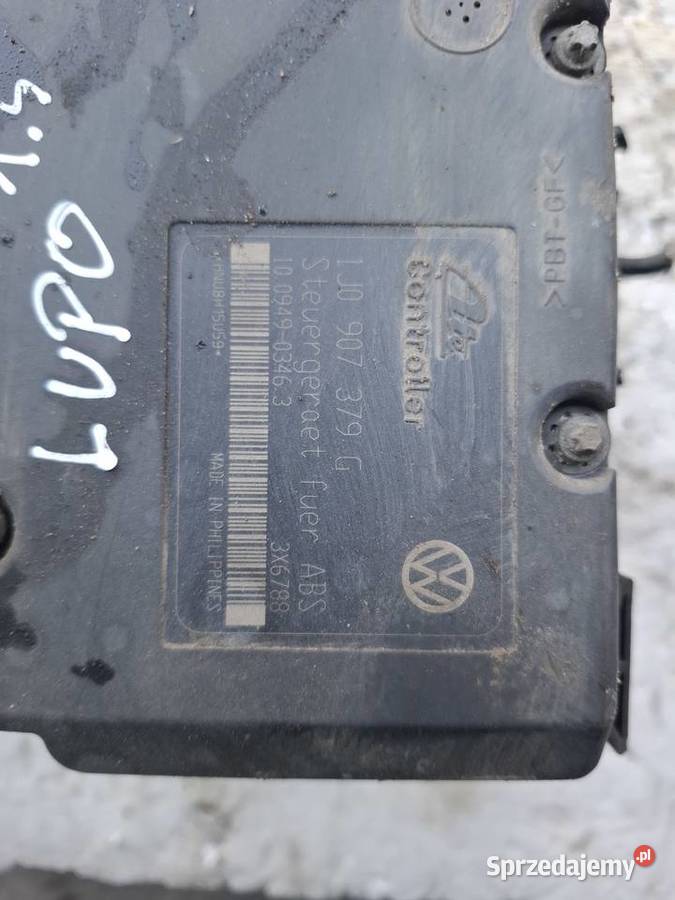 1.4
LUPO
Ate
Controller
1J0 907 379 G
Steuergeraet fuer ABS
10.0949-0346.3
3X6788
MADE IN PHILIPPINES
>PBT-GF<
Sprzedajemy.pl